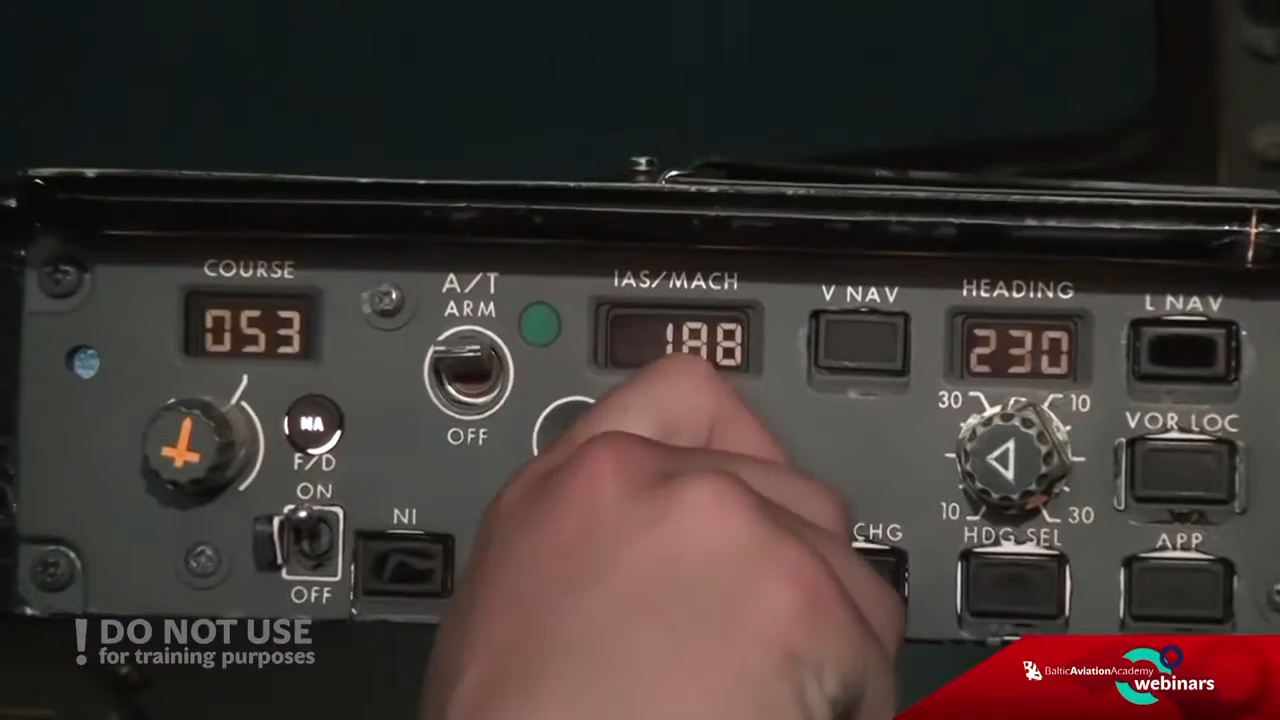 COURSE
053
A/T
ARM
OFF
IAS/MACH
188
V NAV
HEADING
230
L NAV
MA
F/D
ON
OFF
N1
30
10
10
30
VOR LOC
CHG
HDG SEL
APP
! DO NOT USE
for training purposes
BalticAviationAcademy
webinars